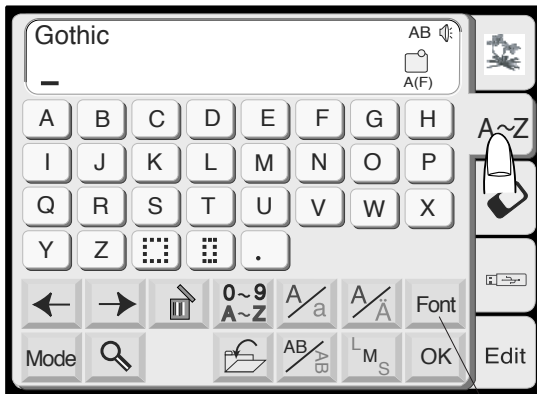 Gothic AB
A(F)
A B C D E F G H
A~Z
I J K L M N O P
Q R S T U V W X
Y Z .
0~9
A~Z
A/a A/Ä Font
Mode AB/AB L M S OK Edit